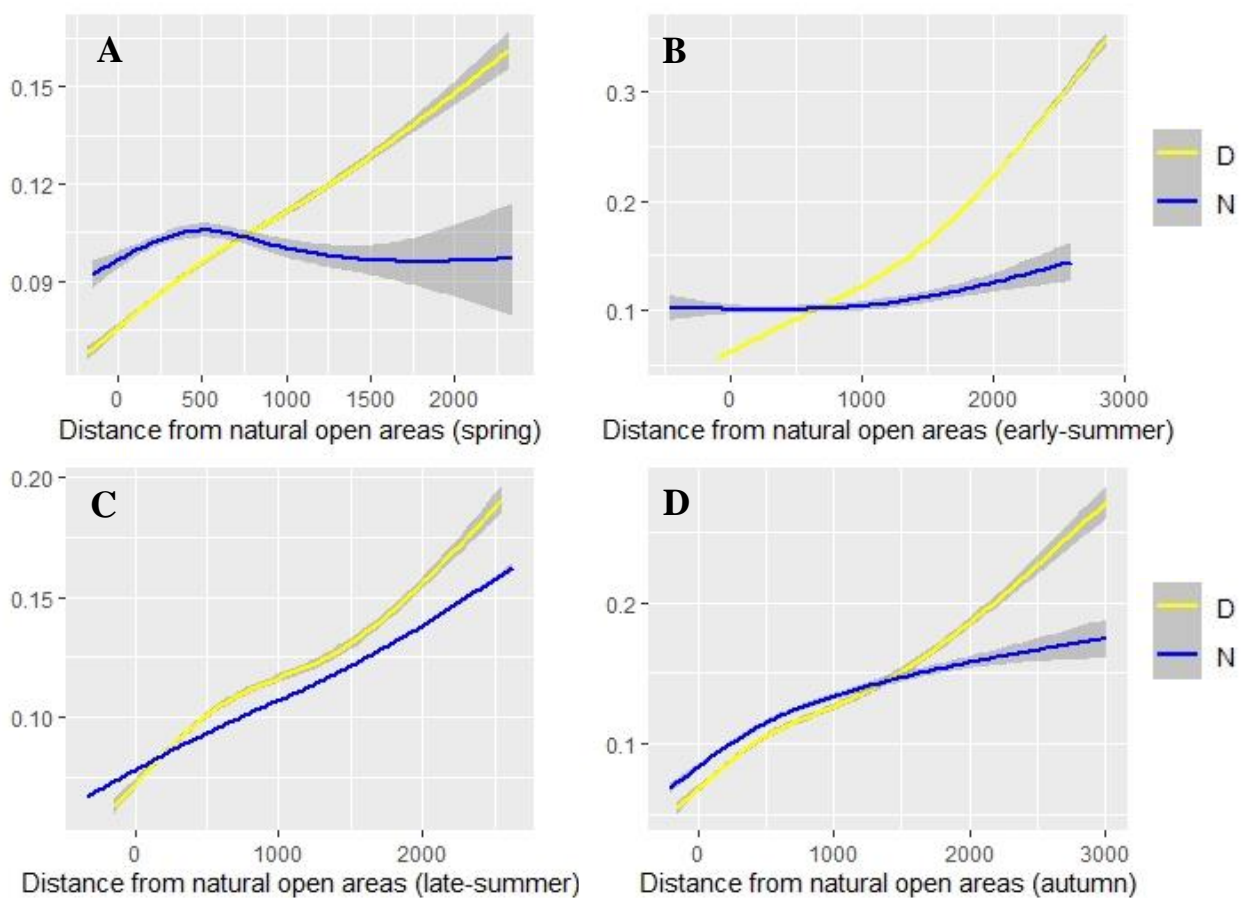 A
0.15
0.12
0.09
0 500 1000 1500 2000
Distance from natural open areas (spring)
B
0.3
0.2
0.1
0 1000 2000 3000
Distance from natural open areas (early-summer)
D
N
C
0.20
0.15
0.10
0 1000 2000
Distance from natural open areas (late-summer)
D
0.2
0.1
0 1000 2000 3000
Distance from natural open areas (autumn)
D
N